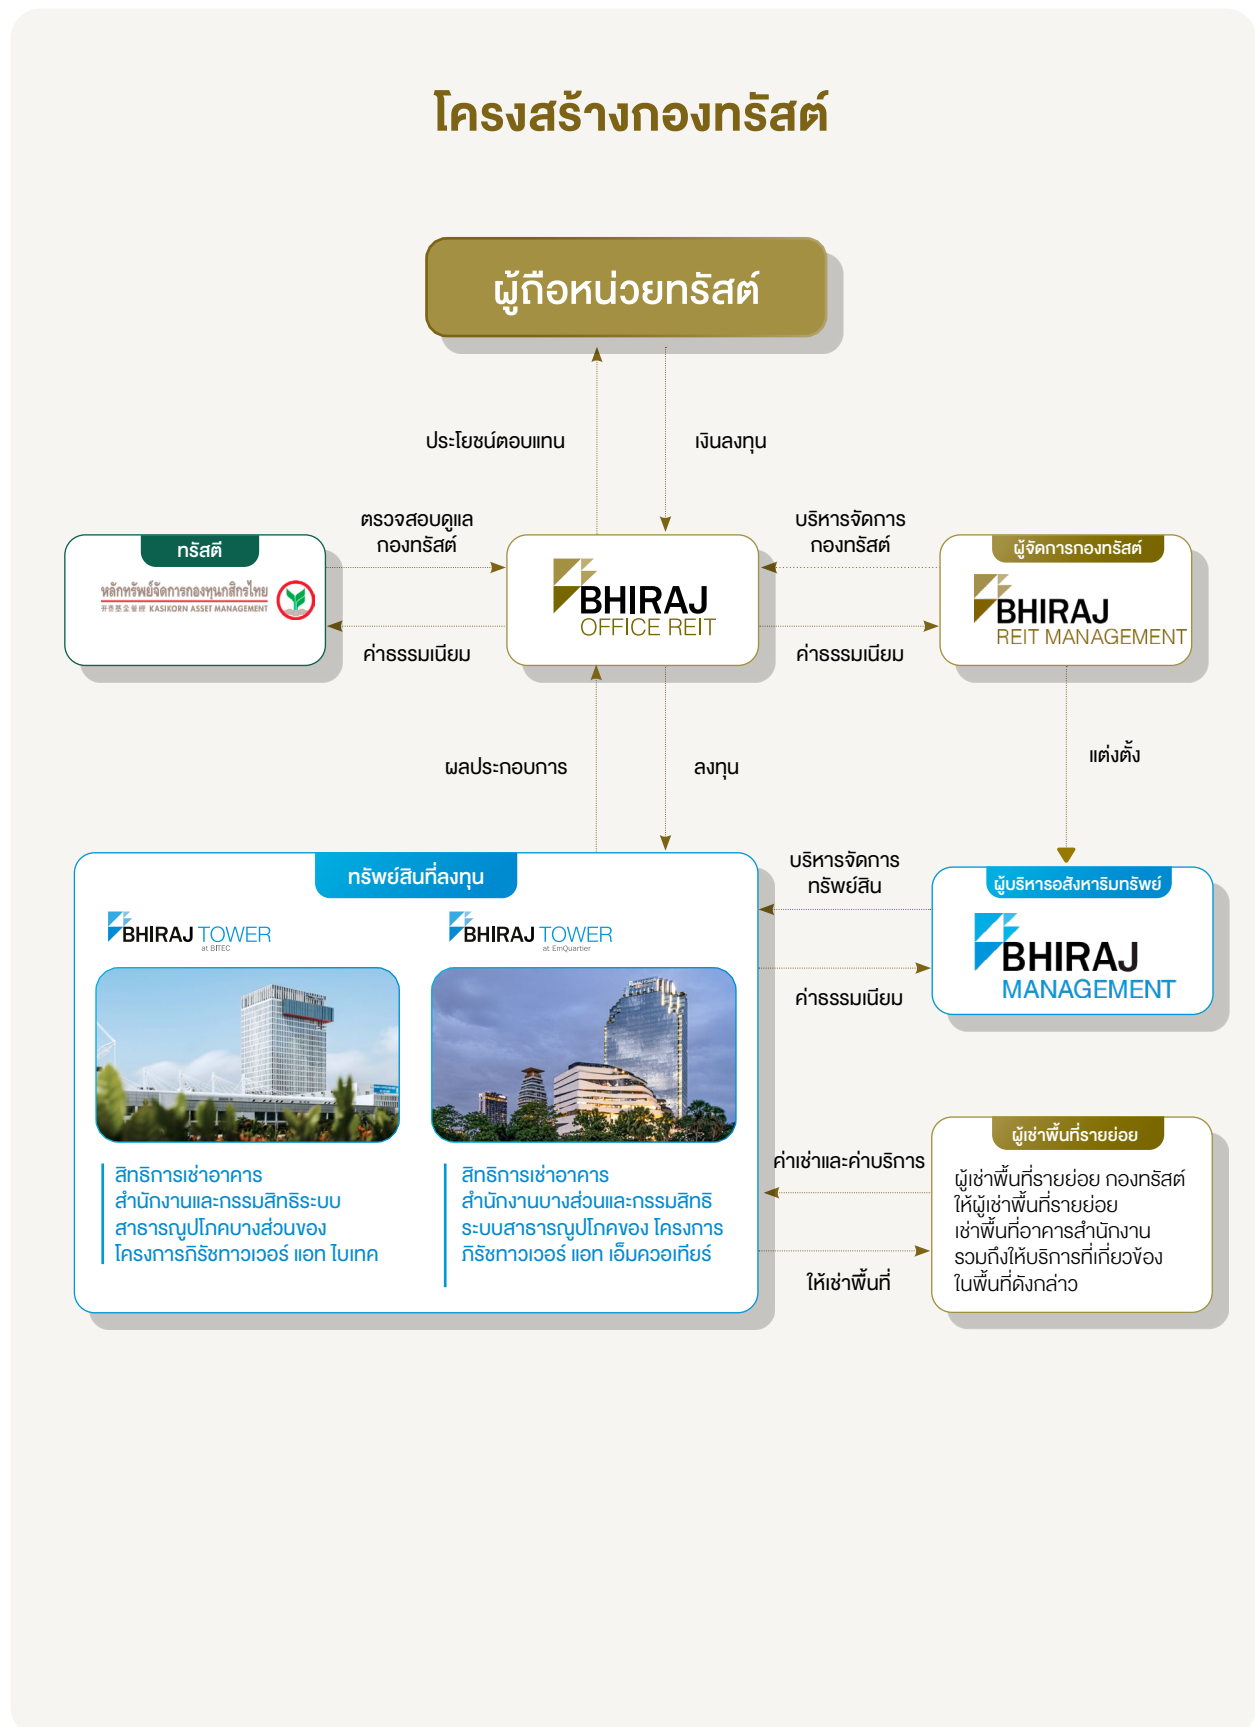 โครงสร้างกองทรัสต์
ผู้ถือหน่วยทรัสต์
ประโยชน์ตอบแทน
เงินลงทุน
ทรัสตี
หลักทรัพย์จัดการกองทุนกสิกรไทย
开泰基金管理 KASIKORN ASSET MANAGEMENT
ตรวจสอบดูแล
กองทรัสต์
ค่าธรรมเนียม
BHIRAJ
OFFICE REIT
บริหารจัดการ
กองทรัสต์
ค่าธรรมเนียม
ผู้จัดการกองทรัสต์
BHIRAJ
REIT MANAGEMENT
ผลประกอบการ
ลงทุน
แต่งตั้ง
ทรัพย์สินที่ลงทุน
BHIRAJ TOWER
at BITEC
BHIRAJ TOWER
at EmQuartier
สิทธิการเช่าอาคาร
สำนักงานและกรรมสิทธิระบบ
สาธารณูปโภคบางส่วนของ
โครงการภิรัชทาวเวอร์ แอท ไบเทค
สิทธิการเช่าอาคาร
สำนักงานบางส่วนและกรรมสิทธิ
ระบบสาธารณูปโภคของ โครงการ
ภิรัชทาวเวอร์ แอท เอ็มควอเทียร์
บริหารจัดการ
ทรัพย์สิน
ค่าธรรมเนียม
ผู้บริหารอสังหาริมทรัพย์
BHIRAJ
MANAGEMENT
ค่าเช่าและค่าบริการ
ให้เช่าพื้นที่
ผู้เช่าพื้นที่รายย่อย
ผู้เช่าพื้นที่รายย่อย กองทรัสต์
ให้ผู้เช่าพื้นที่รายย่อย
เช่าพื้นที่อาคารสำนักงาน
รวมถึงให้บริการที่เกี่ยวข้อง
ในพื้นที่ดังกล่าว